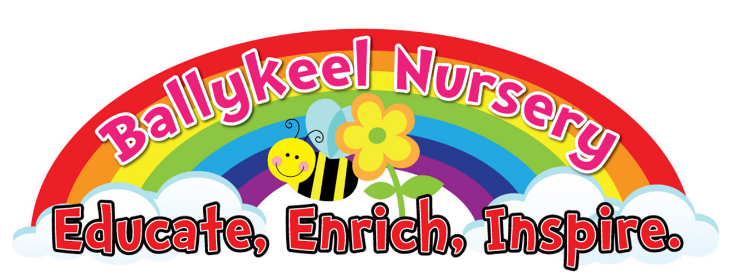 Ballykeel Nursery
Educate, Enrich, Inspire.